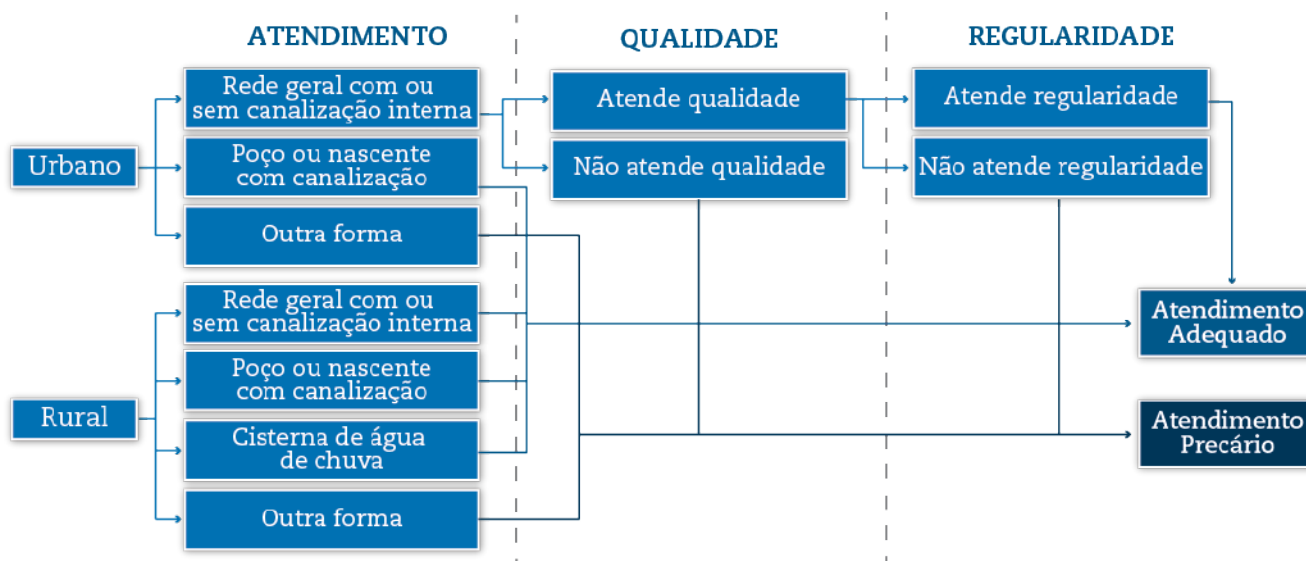 ATENDIMENTO
QUALIDADE
REGULARIDADE
Urbano
Rede geral com ou
sem canalização interna
Poço ou nascente
com canalização
Outra forma
Atende qualidade
Não atende qualidade
Atende regularidade
Não atende regularidade
Rural
Rede geral com ou
sem canalização interna
Poço ou nascente
com canalização
Cisterna de água
de chuva
Outra forma
Atendimento
Adequado
Atendimento
Precário